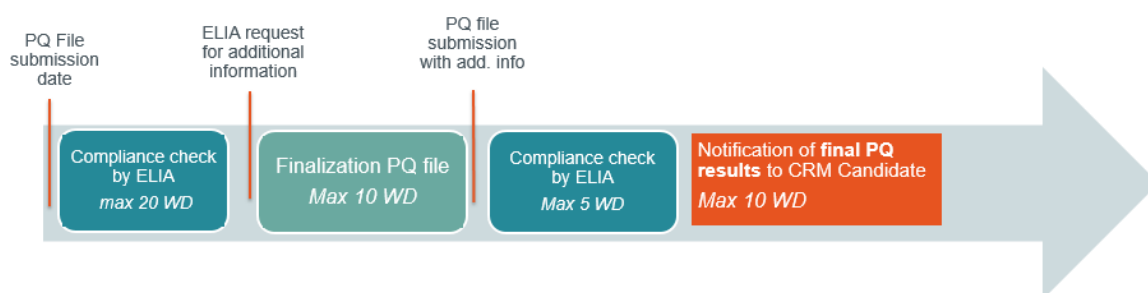 PQ File
submission
date
ELIA request
for additional
information
PQ file
submission
with add. info
Compliance check
by ELIA
max 20 WD
Finalization PQ file
Max 10 WD
Compliance check
by ELIA
Max 5 WD
Notification of final PQ
results to CRM Candidate
Max 10 WD